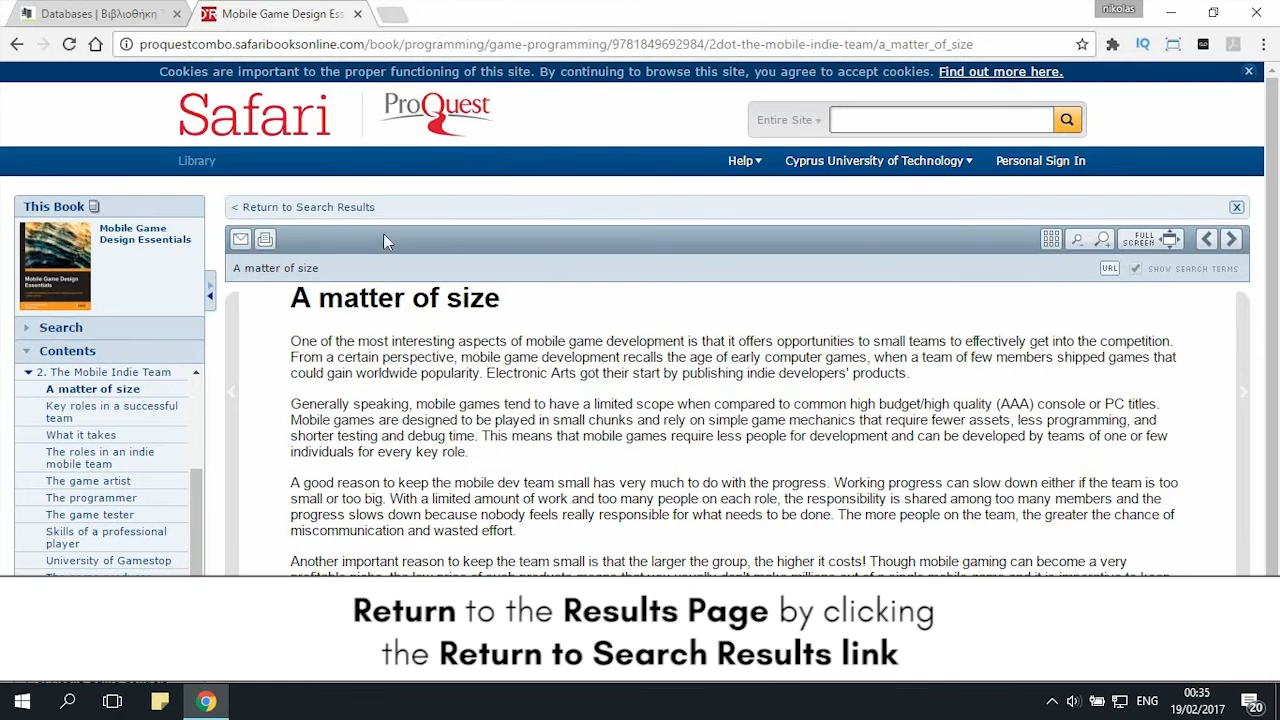 Databases | Βιβλιοθήκη Τ
Mobile Game Design Ess
nikolas
proquestcombo.safaribooksonline.com/book/programming/game-programming/9781849692984/2dot-the-mobile-indie-team/a_matter_of_size
Cookies are important to the proper functioning of this site. By continuing to browse this site, you agree to accept cookies. Find out more here.
Safari
ProQuest
Entire Site
Library
Help
Cyprus University of Technology
Personal Sign In
This Book
Mobile Game
Design Essentials
Mobile Game Design
Essentials
Search
Contents
2. The Mobile Indie Team
A matter of size
Key roles in a successful
team
What it takes
The roles in an indie
mobile team
The game artist
The programmer
The game tester
Skills of a professional
player
University of Gamestop
< Return to Search Results
FULL
SCREEN
A matter of size
URL
SHOW SEARCH TERMS
A matter of size
One of the most interesting aspects of mobile game development is that it offers opportunities to small teams to effectively get into the competition.
From a certain perspective, mobile game development recalls the age of early computer games, when a team of few members shipped games that
could gain worldwide popularity. Electronic Arts got their start by publishing indie developers' products.
Generally speaking, mobile games tend to have a limited scope when compared to common high budget/high quality (AAA) console or PC titles.
Mobile games are designed to be played in small chunks and rely on simple game mechanics that require fewer assets, less programming, and
shorter testing and debug time. This means that mobile games require less people for development and can be developed by teams of one or few
individuals for every key role.
A good reason to keep the mobile dev team small has very much to do with the progress. Working progress can slow down either if the team is too
small or too big. With a limited amount of work and too many people on each role, the responsibility is shared among too many members and the
progress slows down because nobody feels really responsible for what needs to be done. The more people on the team, the greater the chance of
miscommunication and wasted effort.
Another important reason to keep the team small is that the larger the group, the higher it costs! Though mobile gaming can become a very
Return to the Results Page by clicking
the Return to Search Results link
ENG
00:35
19/02/2017
20